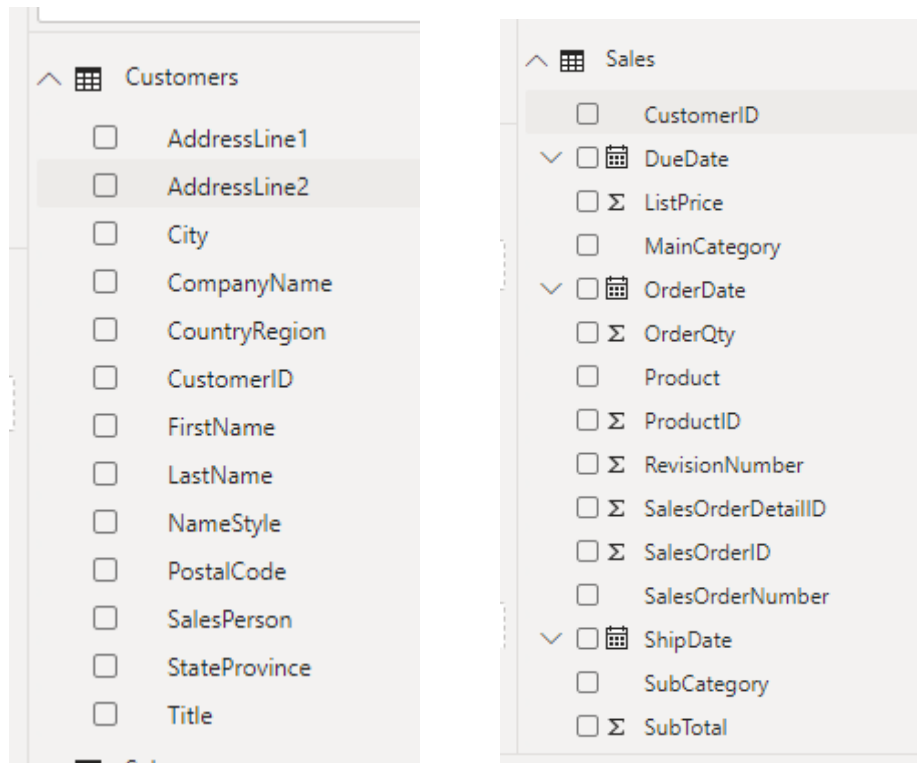 Customers
AddressLine1
AddressLine2
City
CompanyName
CountryRegion
CustomerID
FirstName
LastName
NameStyle
PostalCode
SalesPerson
StateProvince
Title
Sales
CustomerID
DueDate
Σ ListPrice
MainCategory
OrderDate
Σ OrderQty
Product
Σ ProductID
Σ RevisionNumber
Σ SalesOrderDetailID
Σ SalesOrderID
SalesOrderNumber
ShipDate
SubCategory
Σ SubTotal